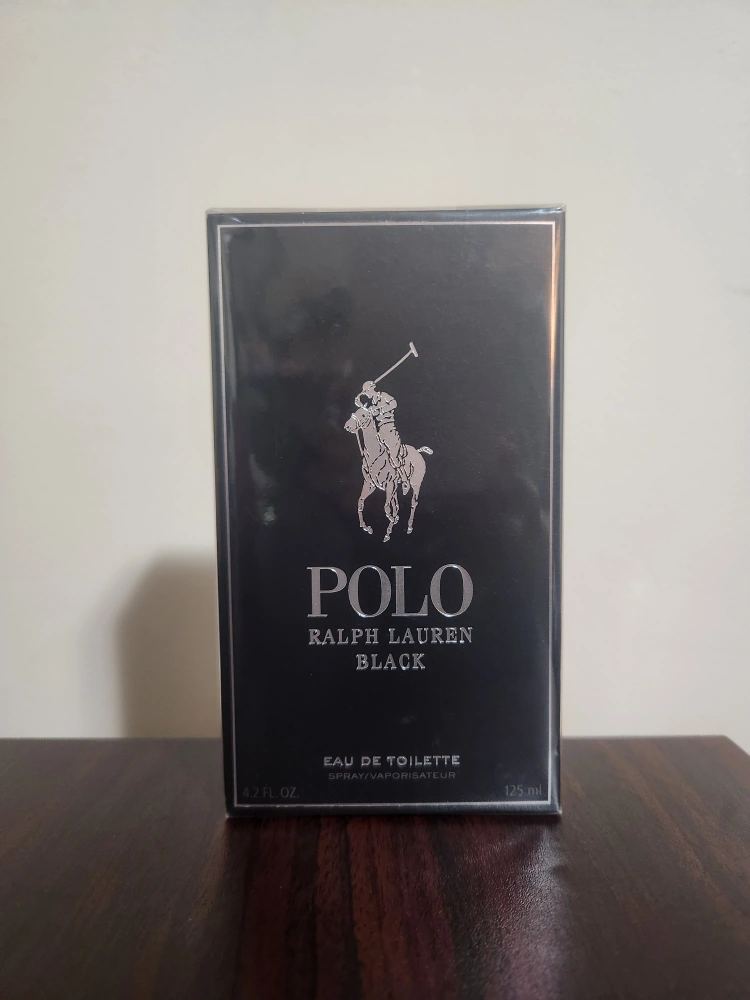 POLO
RALPH LAUREN
BLACK
EAU DE TOILETTE
SPRAY/VAPORISATEUR
4.2 FL. OZ. 125 ml